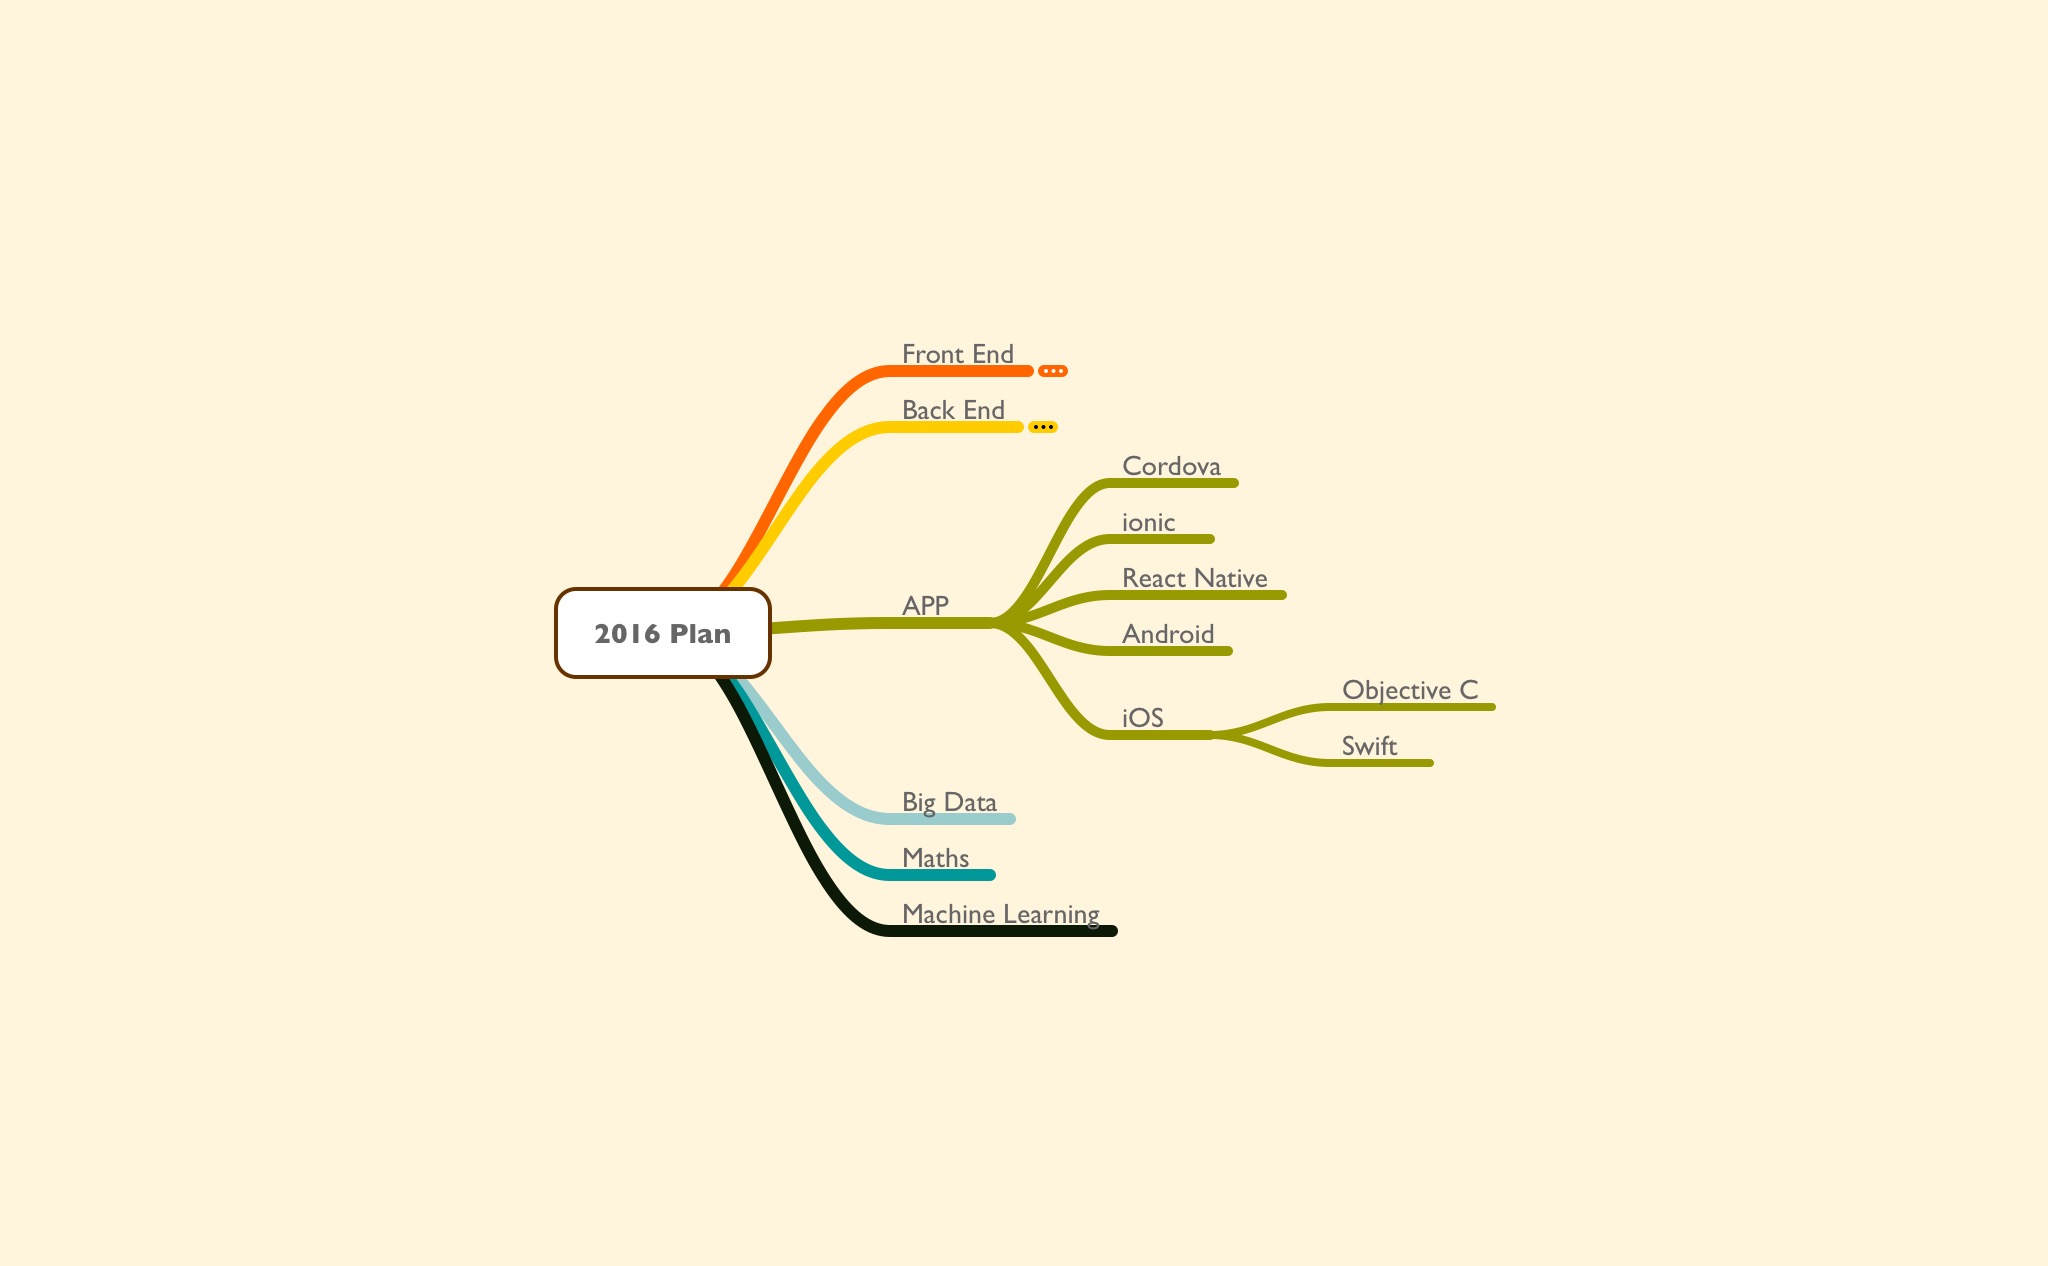 2016 Plan
Front End
Back End
APP
Cordova
ionic
React Native
Android
iOS
Objective C
Swift
Big Data
Maths
Machine Learning